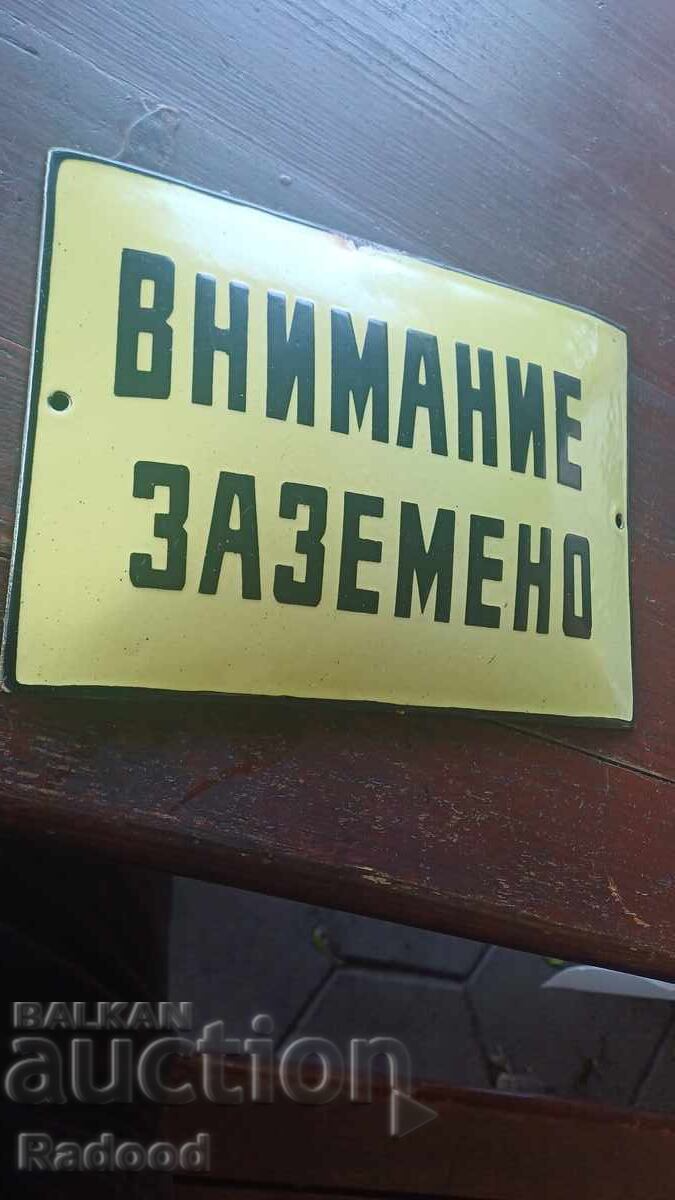 ВНИМАНИЕ
ЗАЗЕМЕНО
BALKAN
auction
Radood